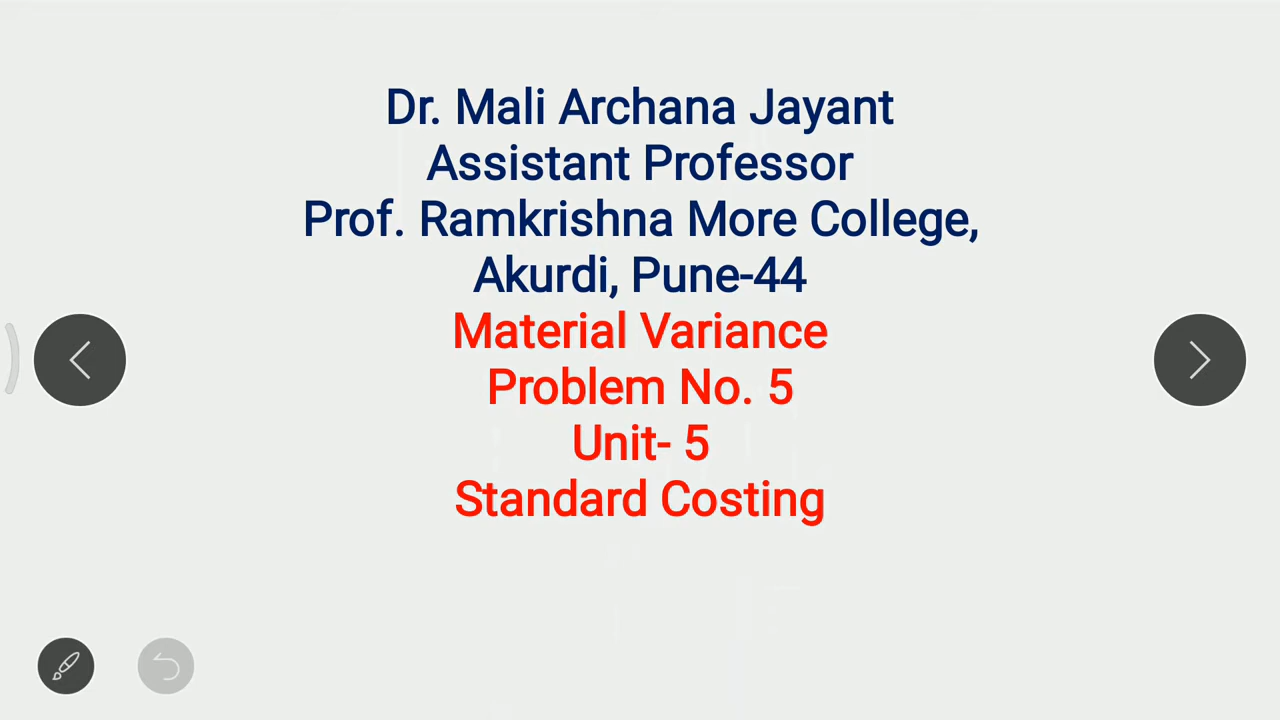 Dr. Mali Archana Jayant
Assistant Professor
Prof. Ramkrishna More College,
Akurdi, Pune-44
Material Variance
Problem No. 5
Unit- 5
Standard Costing